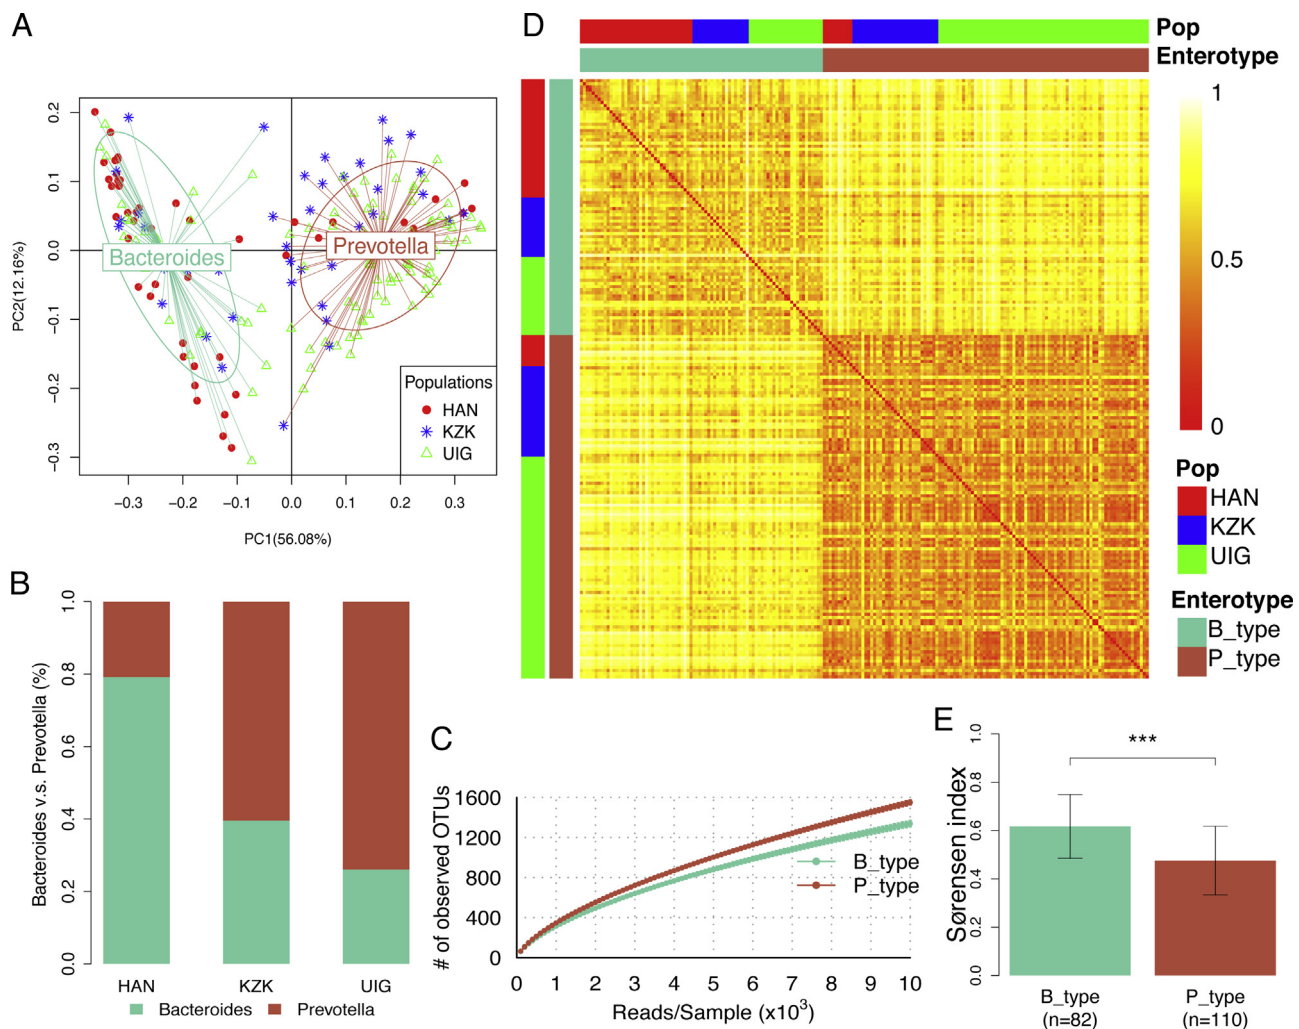 A
0.2
0.1
0.0
−0.1
−0.2
−0.3
PC2(12.16%)
Bacteroides
Prevotella
Populations
HAN
KZK
UIG
−0.3
−0.2
−0.1
0.0
0.1
0.2
0.3
PC1(56.08%)
B
1.0
0.8
0.6
0.4
0.2
0.0
Bacteroides v.s. Prevotella (%)
HAN
KZK
UIG
Bacteroides
Prevotella
C
1600
1200
800
400
0
# of observed OTUs
B_type
P_type
0
1
2
3
4
5
6
7
8
9
10
Reads/Sample (x10³)
D
Pop
Enterotype
1
0.5
0
Pop
HAN
KZK
UIG
Enterotype
B_type
P_type
E
1.0
0.8
0.6
0.4
0.2
0.0
Sørensen index
***
B_type
(n=82)
P_type
(n=110)